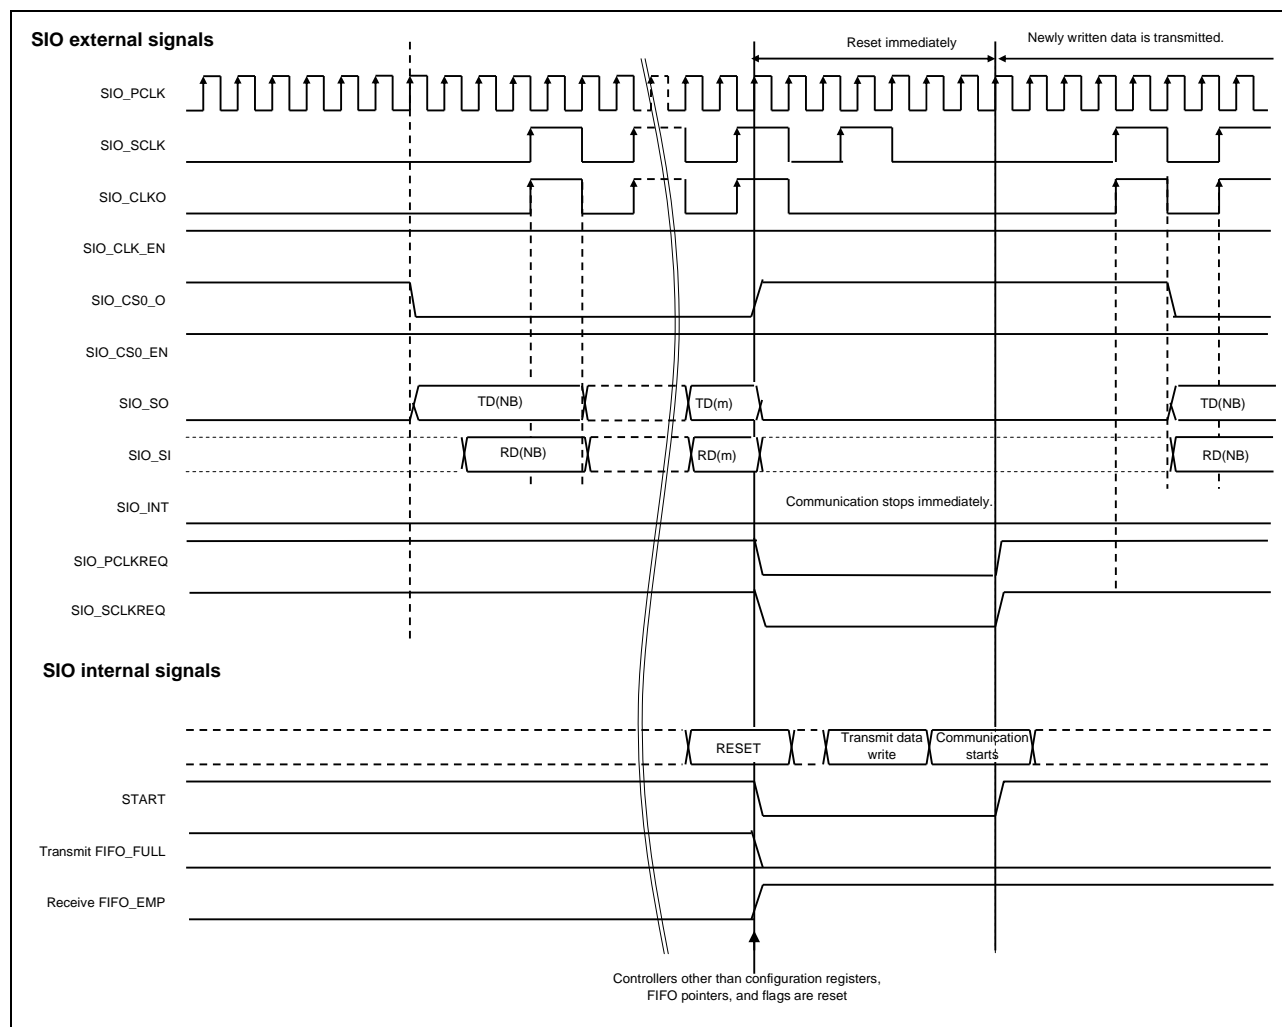 SIO external signals
Reset immediately
Newly written data is transmitted.
SIO_PCLK
SIO_SCLK
SIO_CLKO
SIO_CLK_EN
SIO_CS0_O
SIO_CS0_EN
SIO_SO
TD(NB)
TD(m)
TD(NB)
SIO_SI
RD(NB)
RD(m)
RD(NB)
SIO_INT
Communication stops immediately.
SIO_PCLKREQ
SIO_SCLKREQ
SIO internal signals
RESET
Transmit data
write
Communication
starts
START
Transmit FIFO_FULL
Receive FIFO_EMP
Controllers other than configuration registers,
FIFO pointers, and flags are reset